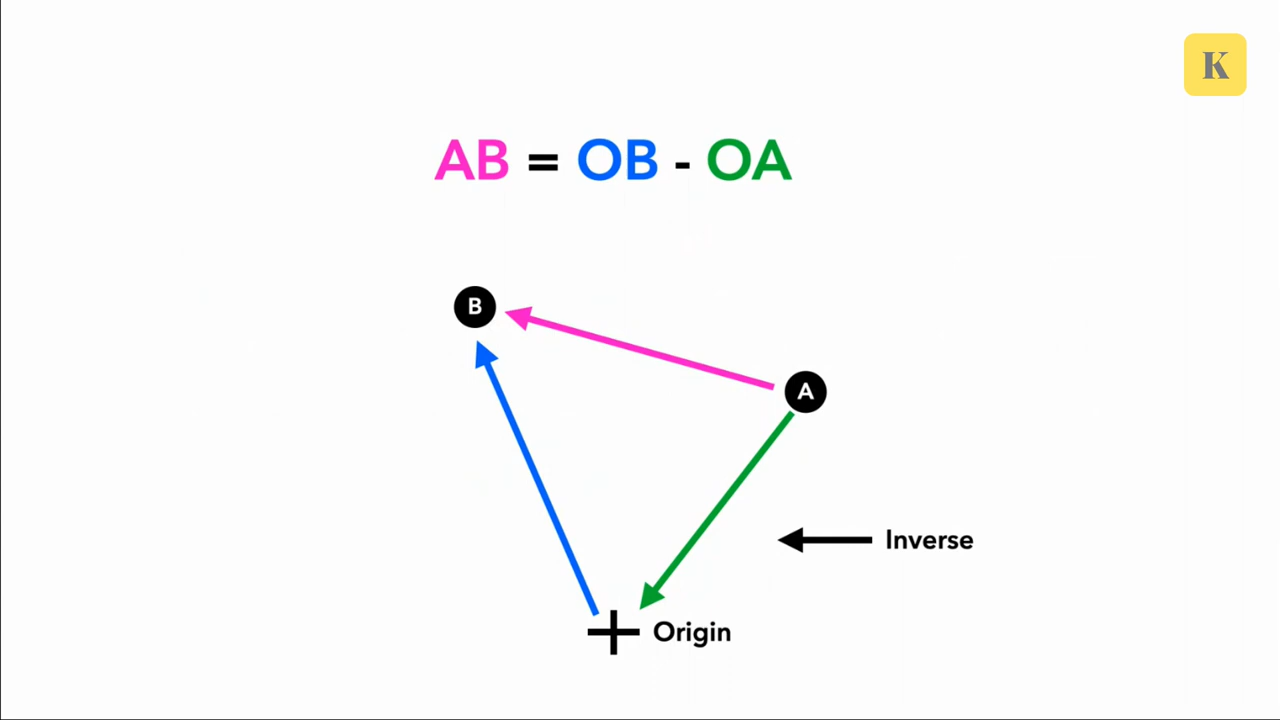 K
AB = OB - OA
B
A
Inverse
Origin